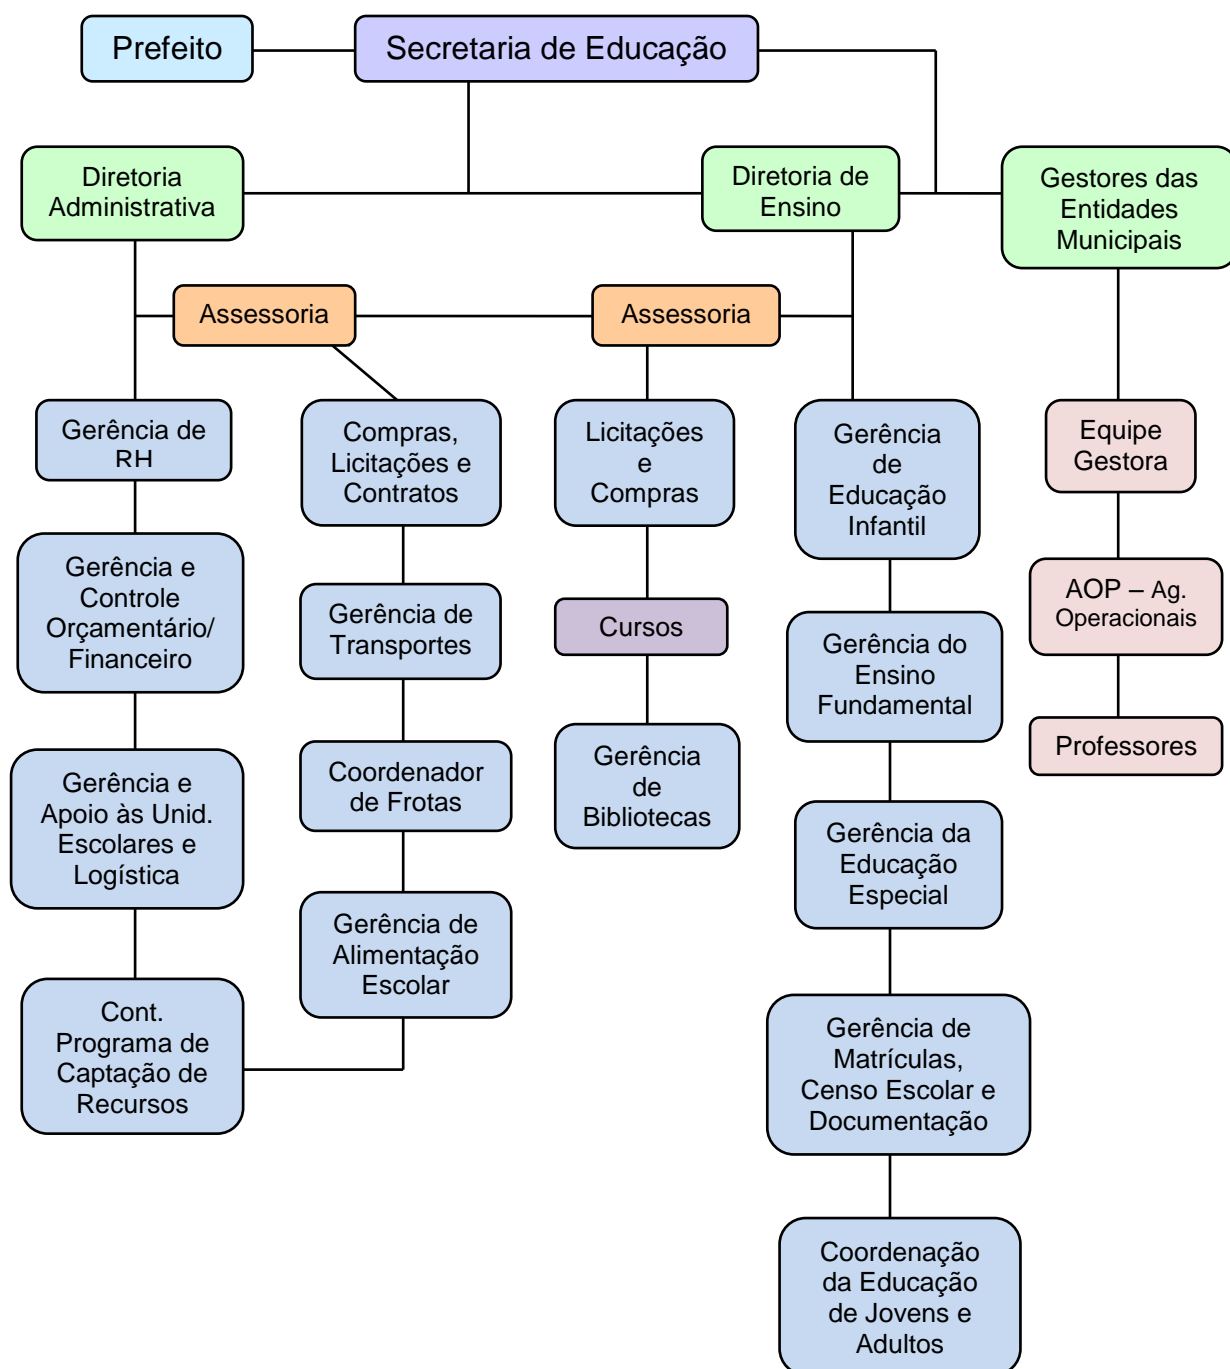 Prefeito
Secretaria de Educação
Diretoria
Administrativa
Diretoria de
Ensino
Gestores das
Entidades
Municipais
Assessoria
Assessoria
Gerência de
RH
Compras,
Licitações e
Contratos
Licitações
e
Compras
Gerência
de
Educação
Infantil
Equipe
Gestora
Gerência e
Controle
Orçamentário/
Financeiro
Gerência de
Transportes
Cursos
Gerência do
Ensino
Fundamental
AOP – Ag.
Operacionais
Gerência e
Apoio às Unid.
Escolares e
Logística
Coordenador
de Frotas
Gerência
de
Bibliotecas
Professores
Gerência da
Educação
Especial
Gerência de
Alimentação
Escolar
Cont.
Programa de
Captação de
Recursos
Gerência de
Matrículas,
Censo Escolar e
Documentação
Coordenação
da Educação
de Jovens e
Adultos